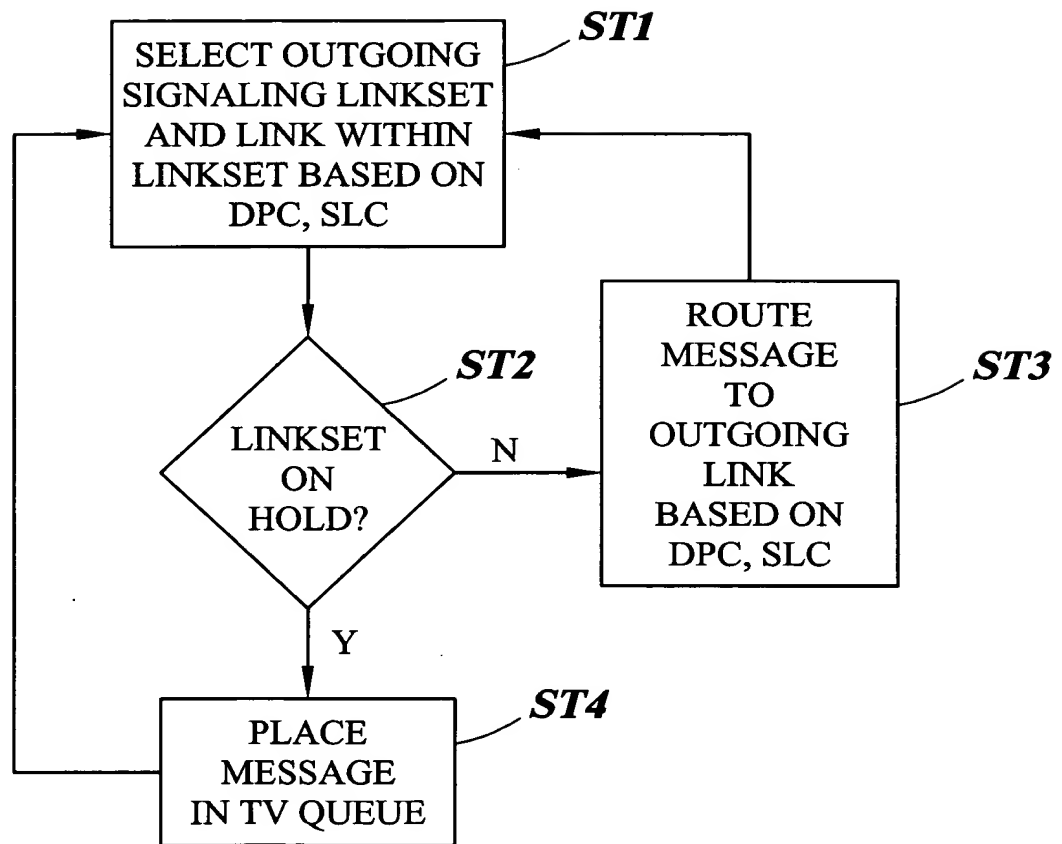 ST1
SELECT OUTGOING
SIGNALING LINKSET
AND LINK WITHIN
LINKSET BASED ON
DPC, SLC
ST2
LINKSET
ON
HOLD?
N
ST3
ROUTE
MESSAGE
TO
OUTGOING
LINK
BASED ON
DPC, SLC
Y
ST4
PLACE
MESSAGE
IN TV QUEUE